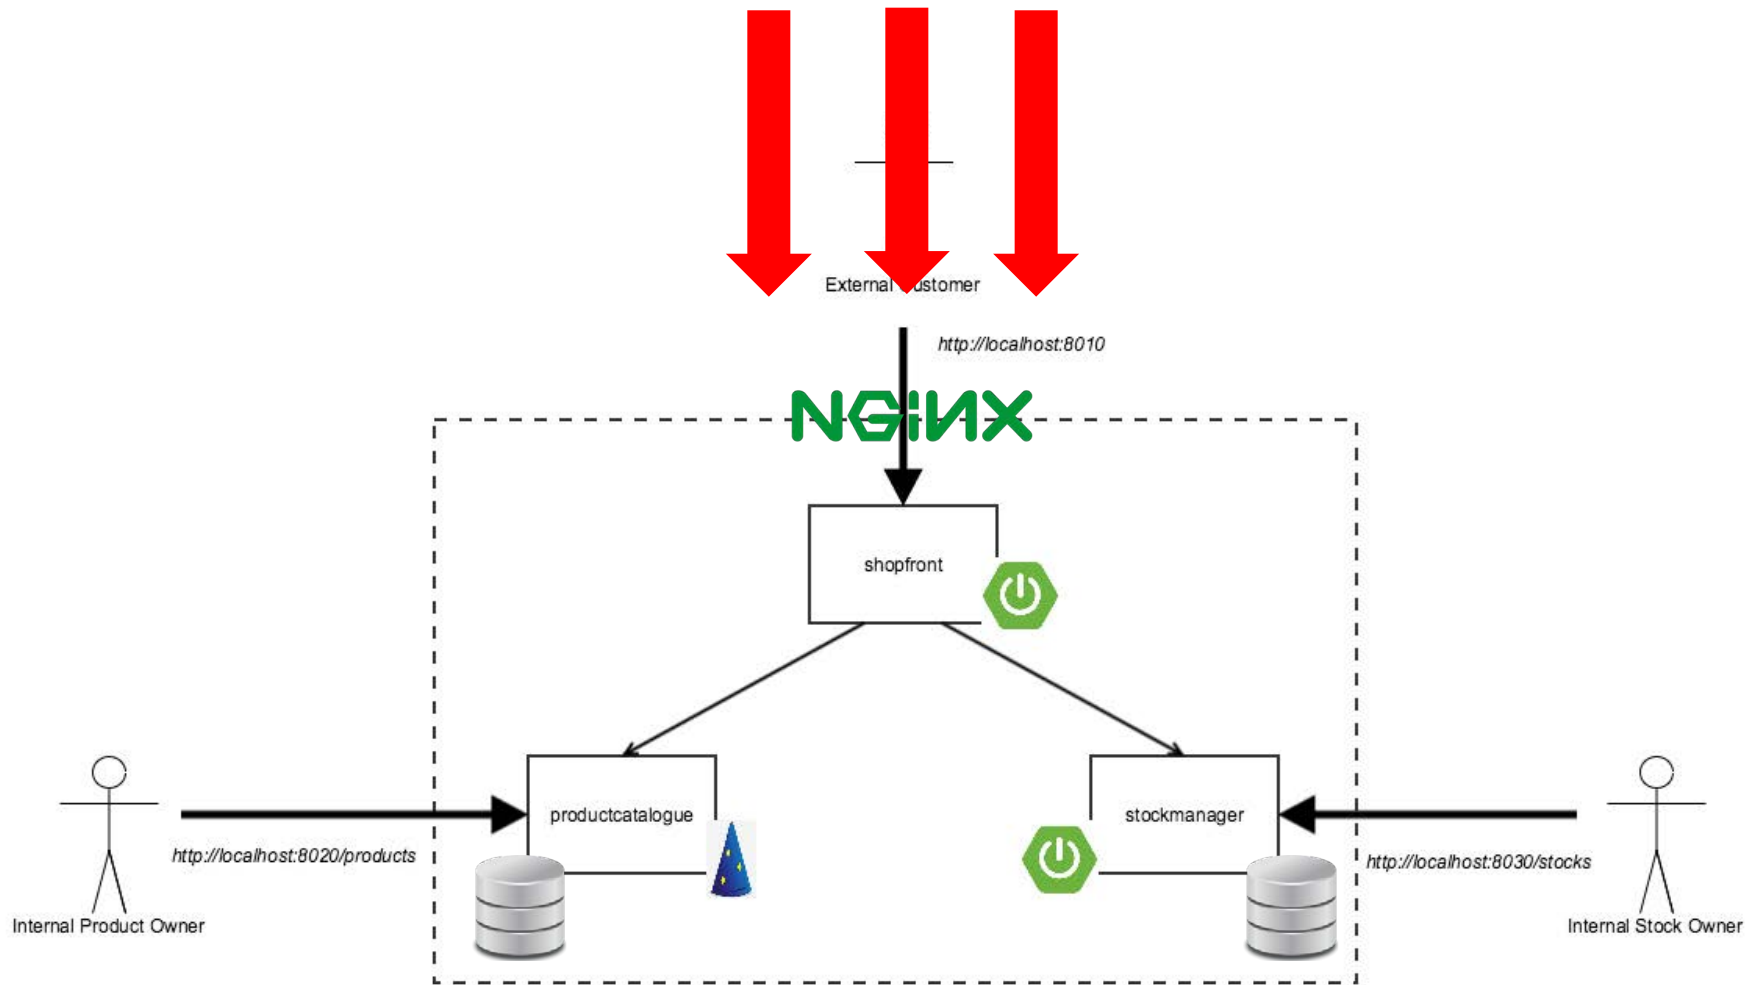 External Customer
http://localhost:8010
NGINX
shopfront
productcatalogue
stockmanager
http://localhost:8020/products
http://localhost:8030/stocks
Internal Product Owner
Internal Stock Owner